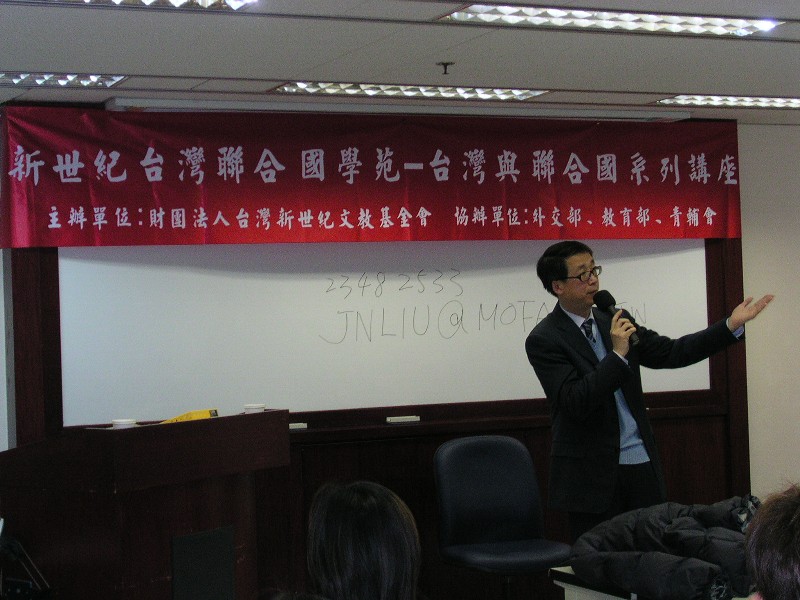 新世紀台灣聯合國學苑—台灣與聯合國系列講座
主辦單位：財團法人台灣新世紀文教基金會 協辦單位：外交部、教育部、青輔會
2348 2533
JNLIU@MOFA